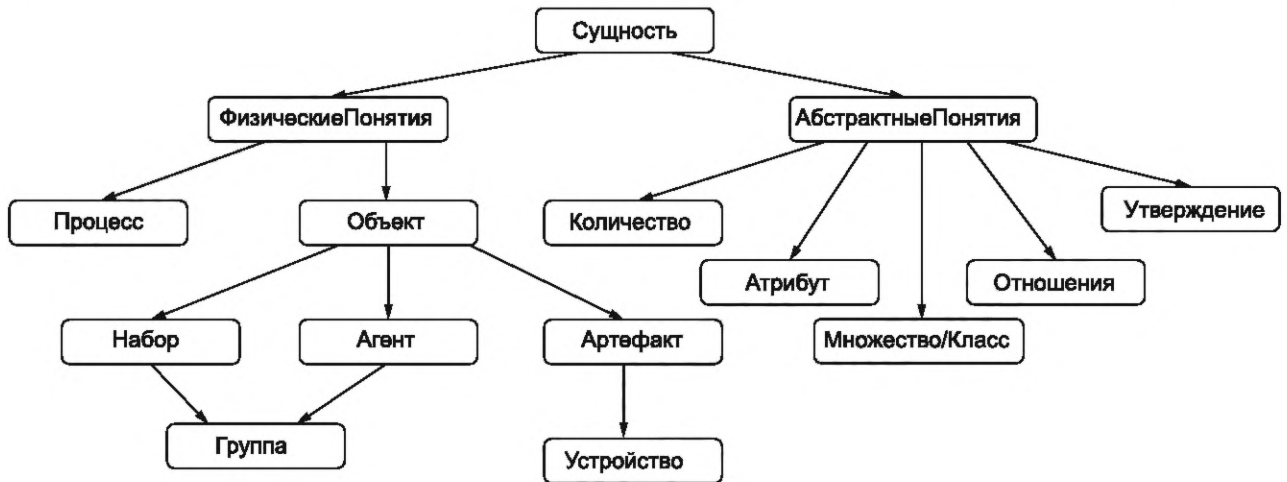 Сущность
ФизическиеПонятия
АбстрактныеПонятия
Процесс
Объект
Количество
Утверждение
Атрибут
Отношения
Набор
Агент
Артефакт
Множество/Класс
Группа
Устройство